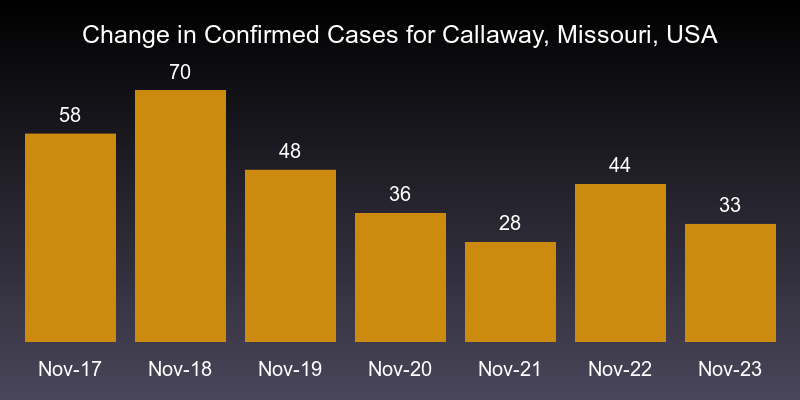 Change in Confirmed Cases for Callaway, Missouri, USA
58
70
48
36
28
44
33
Nov-17
Nov-18
Nov-19
Nov-20
Nov-21
Nov-22
Nov-23